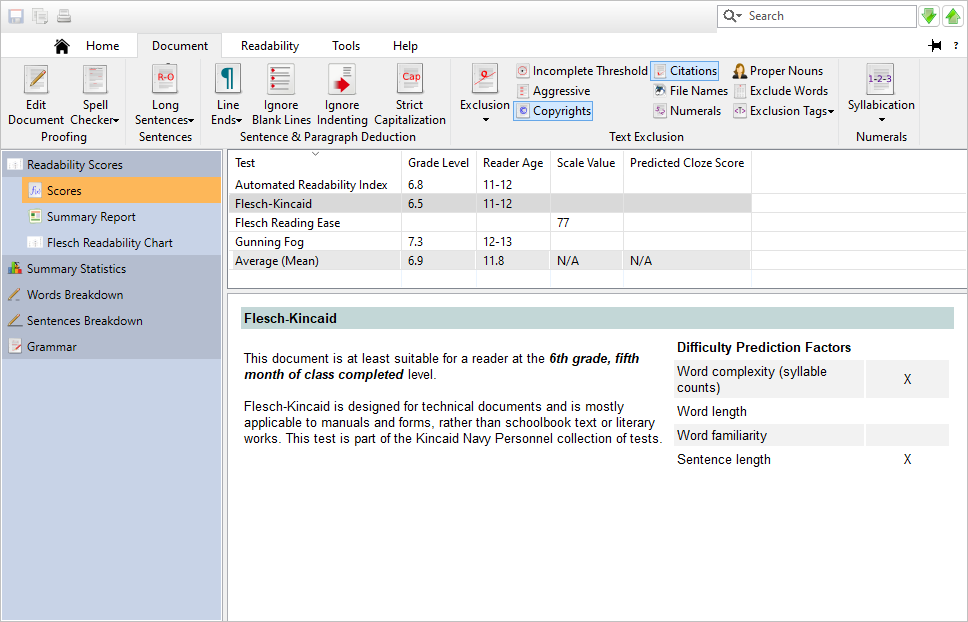 Search
Home Document Readability Tools Help
?
Edit Document
Spell Checker
Proofing
R-O
Long Sentences
Sentences
¶
Line Ends
Ignore Blank Lines
Ignore Indenting
Cap
Strict Capitalization
Sentence & Paragraph Deduction
Exclusion
Incomplete Threshold
Aggressive
© Copyrights
Citations
File Names
Numerals
Proper Nouns
Exclude Words
Exclusion Tags
Text Exclusion
1-2-3
Syllabication
Numerals
Readability Scores
f(x) Scores
Summary Report
Flesch Readability Chart
Summary Statistics
Words Breakdown
Sentences Breakdown
Grammar
Test Grade Level Reader Age Scale Value Predicted Cloze Score
Automated Readability Index 6.8 11-12
Flesch-Kincaid 6.5 11-12
Flesch Reading Ease 77
Gunning Fog 7.3 12-13
Average (Mean) 6.9 11.8 N/A N/A
Flesch-Kincaid
This document is at least suitable for a reader at the 6th grade, fifth
month of class completed level.
Flesch-Kincaid is designed for technical documents and is mostly
applicable to manuals and forms, rather than schoolbook text or literary
works. This test is part of the Kincaid Navy Personnel collection of tests.
Difficulty Prediction Factors
Word complexity (syllable
counts) X
Word length
Word familiarity
Sentence length X